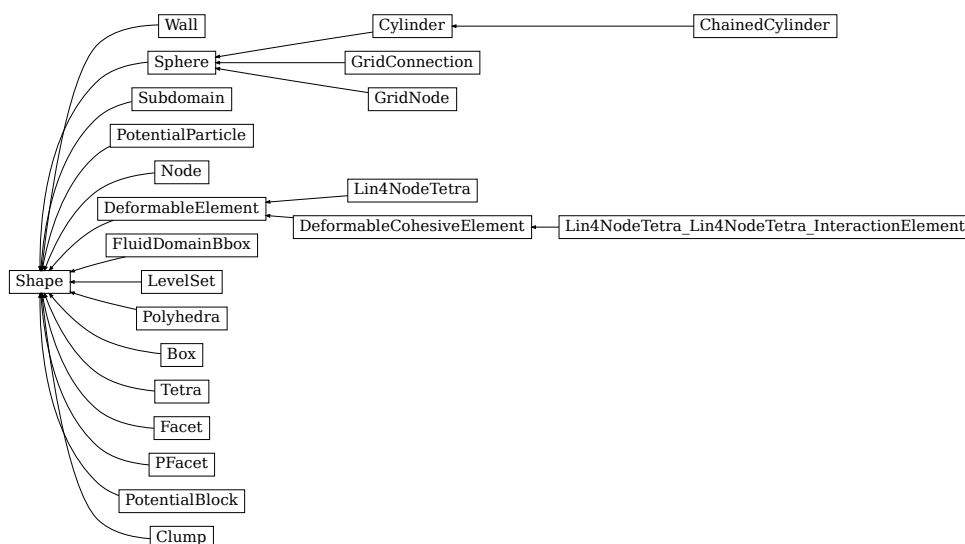 Wall
Cylinder
ChainedCylinder
Sphere
GridConnection
Subdomain
GridNode
PotentialParticle
Node
Lin4NodeTetra
DeformableElement
DeformableCohesiveElement
Lin4NodeTetra_Lin4NodeTetra_InteractionElement
FluidDomainBbox
Shape
LevelSet
Polyhedra
Box
Tetra
Facet
PFacet
PotentialBlock
Clump